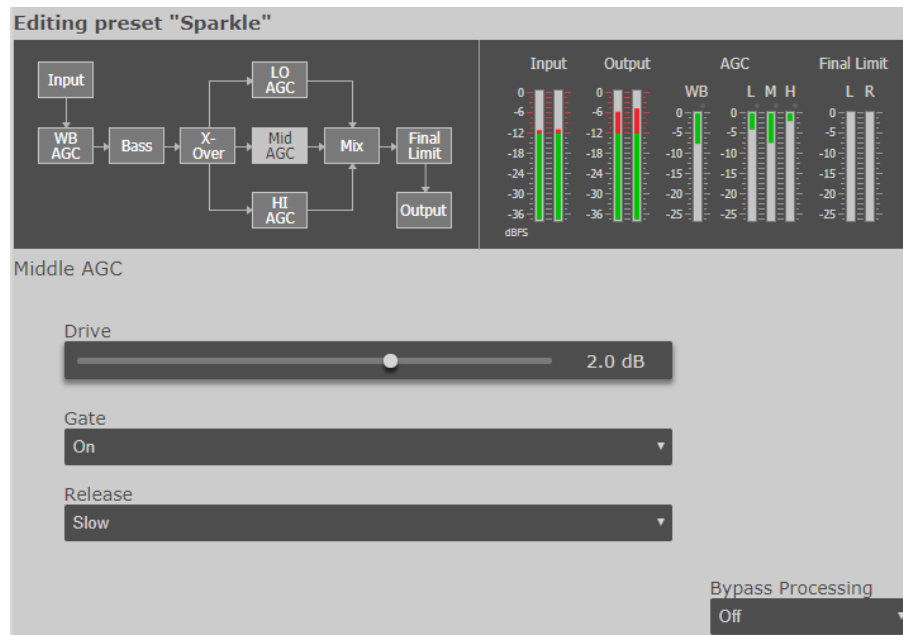 Editing preset "Sparkle"
Input
LO
AGC
WB
AGC
Bass
X-
Over
Mid
AGC
Mix
Final
Limit
HI
AGC
Output
Input Output AGC Final Limit
WB L M H L R
0 0 0 0 0
-6 -6 -5 -5 -5
-12 -12 -10 -10 -10
-18 -18 -15 -15 -15
-24 -24 -20 -20 -20
-30 -30 -25 -25 -25
-36 -36
dBFS
Middle AGC
Drive
2.0 dB
Gate
On
Release
Slow
Bypass Processing
Off